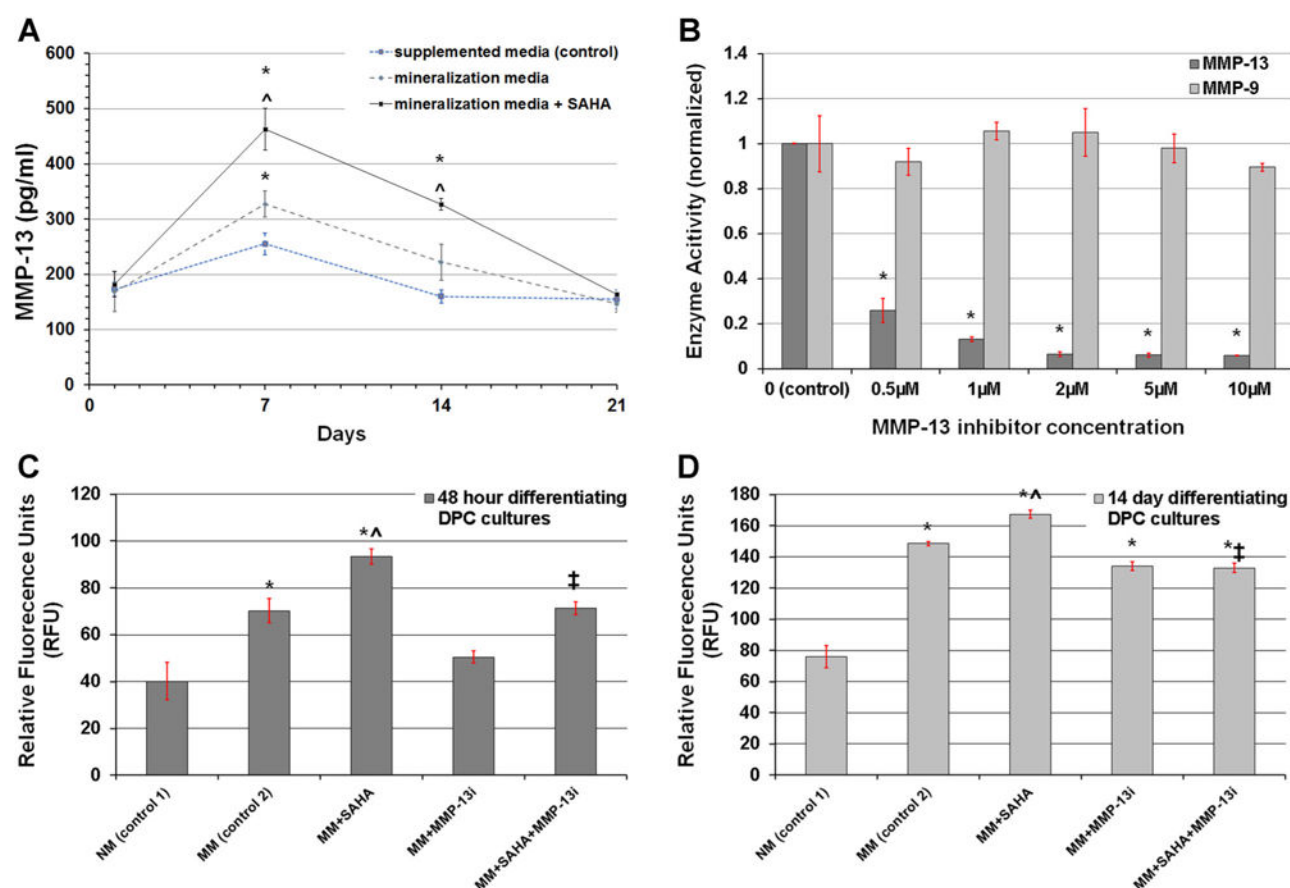 A
MMP-13 (pg/ml)
600
500
400
300
200
100
0
supplemented media (control)
mineralization media
mineralization media + SAHA
*
^
*
*
^
0
7
14
21
Days
B
Enzyme Acitivity (normalized)
1.4
1.2
1
0.8
0.6
0.4
0.2
0
MMP-13
MMP-9
*
*
*
*
*
0 (control)
0.5µM
1µM
2µM
5µM
10µM
MMP-13 inhibitor concentration
C
Relative Fluorecence Units
(RFU)
120
100
80
60
40
20
0
48 hour differentiating
DPC cultures
*
*^
‡
NM (control 1)
MM (control 2)
MM+SAHA
MM+MMP-13i
MM+SAHA+MMP-13i
D
Relative Fluorecence Units
(RFU)
180
160
140
120
100
80
60
40
20
0
14 day differentiating
DPC cultures
*
*^
*
*‡
NM (control 1)
MM (control 2)
MM+SAHA
MM+MMP-13i
MM+SAHA+MMP-13i